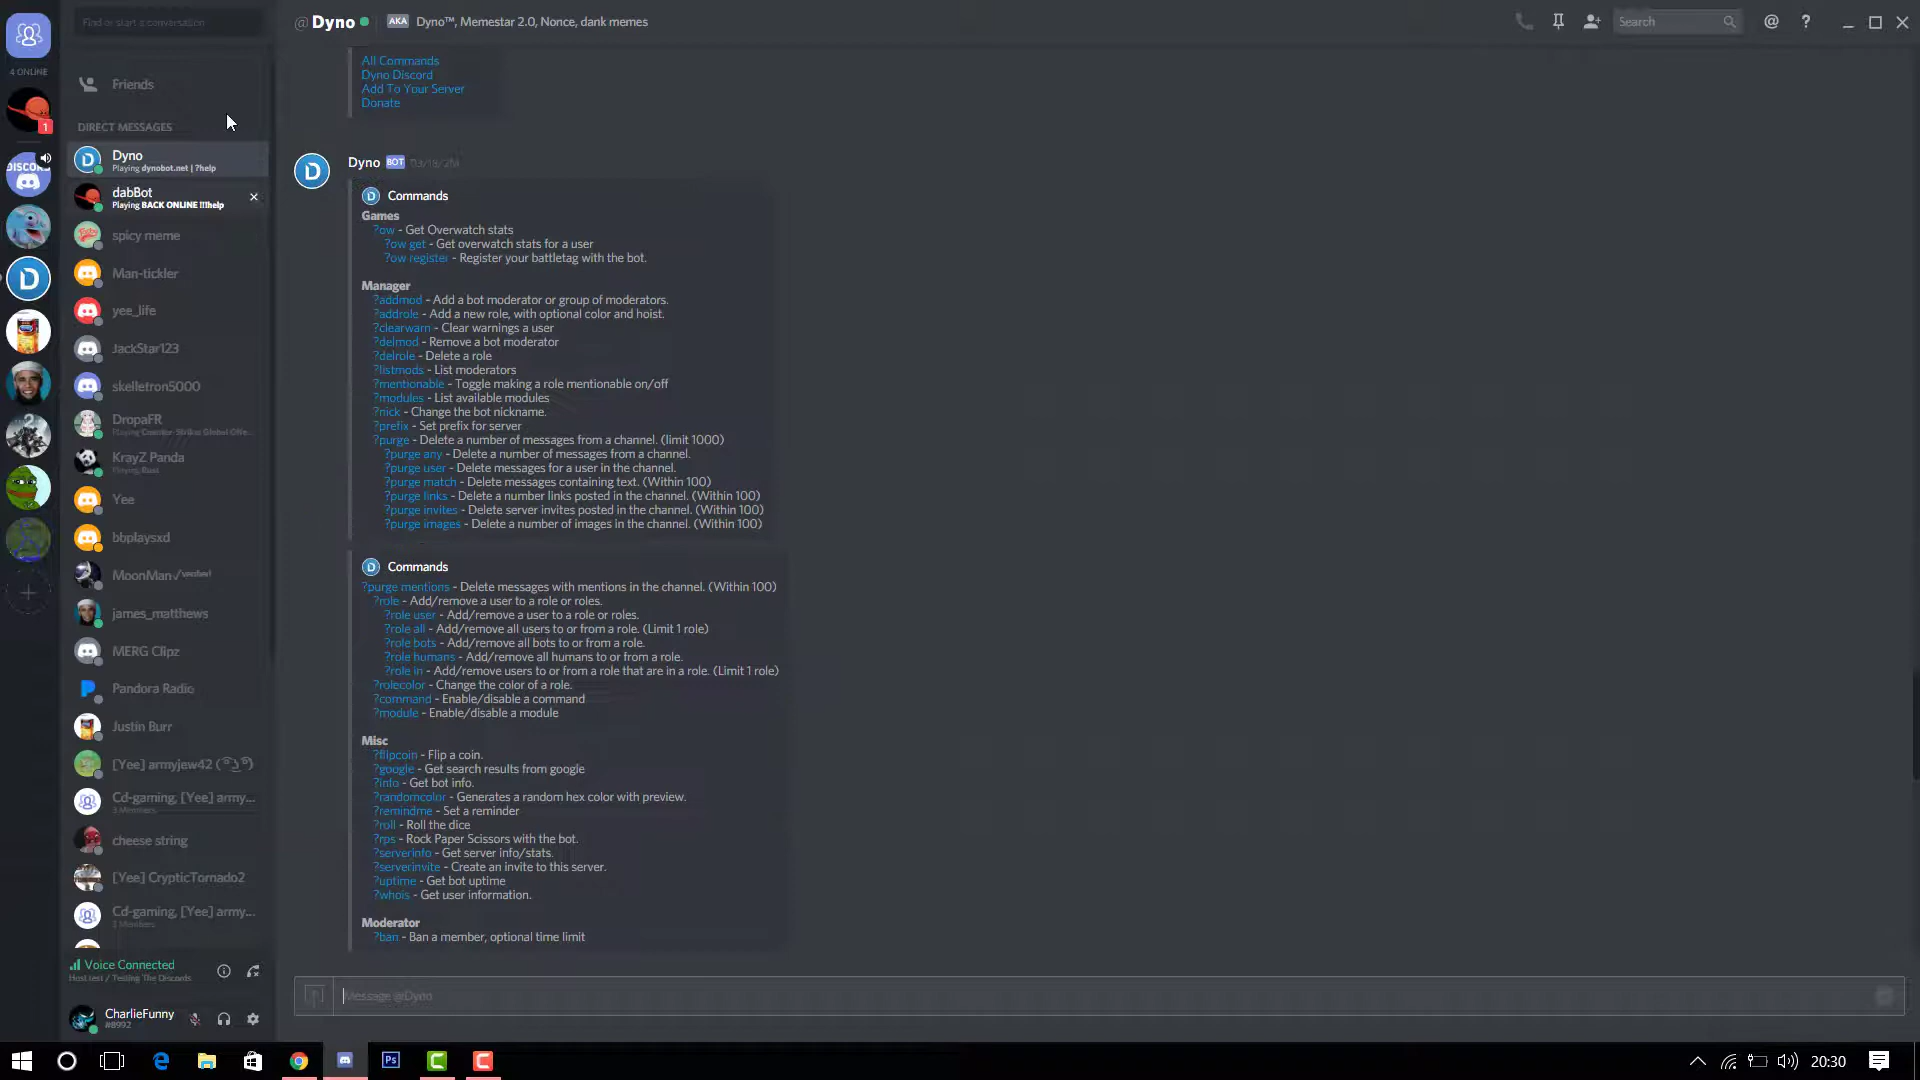 Find or start a conversation
@ Dyno AKA Dyno™, Memestar 2.0, Nonce, dank memes
Search
4 ONLINE
1
DISCORD
Friends
DIRECT MESSAGES
Dyno
Playing dynobot.net | ?help
dabBot
Playing BACK ONLINE !!!help
spicy meme
Man-tickler
yee_life
JackStar123
skelletron5000
DropaFR
KrayZ Panda
Playing Rust
Yee
bbplaysxd
MoonMan
james_matthews
MERG Clipz
Pandora Radio
Justin Burr
[Yee] armyjew42
Cd-gaming, [Yee] army...
3 Members
cheese string
[Yee] CrypticTornado2
Cd-gaming, [Yee] army...
3 Members
Voice Connected
CharlieFunny
#8992
All Commands
Dyno Discord
Add To Your Server
Donate
Dyno BOT
Commands
Games
?ow - Get Overwatch stats
?ow get - Get overwatch stats for a user
?ow register - Register your battletag with the bot.
Manager
?addmod - Add a bot moderator or group of moderators.
?addrole - Add a new role, with optional color and hoist.
?clearwarn - Clear warnings a user
?delmod - Remove a bot moderator
?delrole - Delete a role
?listmods - List moderators
?mentionable - Toggle making a role mentionable on/off
?modules - List available modules
?nick - Change the bot nickname.
?prefix - Set prefix for server
?purge - Delete a number of messages from a channel. (limit 1000)
?purge any - Delete a number of messages from a channel.
?purge user - Delete messages for a user in the channel.
?purge match - Delete messages containing text. (Within 100)
?purge links - Delete a number links posted in the channel. (Within 100)
?purge invites - Delete server invites posted in the channel. (Within 100)
?purge images - Delete a number of images in the channel. (Within 100)
Commands
?purge mentions - Delete messages with mentions in the channel. (Within 100)
?role - Add/remove a user to a role or roles.
?role user - Add/remove a user to a role or roles.
?role all - Add/remove all users to or from a role. (Limit 1 role)
?role bots - Add/remove all bots to or from a role.
?role humans - Add/remove all humans to or from a role.
?role in - Add/remove users to or from a role that are in a role. (Limit 1 role)
?rolecolor - Change the color of a role.
?command - Enable/disable a command
?module - Enable/disable a module
Misc
?flipcoin - Flip a coin.
?google - Get search results from google
?info - Get bot info.
?randomcolor - Generates a random hex color with preview.
?remindme - Set a reminder
?roll - Roll the dice
?rps - Rock Paper Scissors with the bot.
?serverinfo - Get server info/stats.
?serverinvite - Create an invite to this server.
?uptime - Get bot uptime
?whois - Get user information.
Moderator
?ban - Ban a member, optional time limit
Message @Dyno
20:30